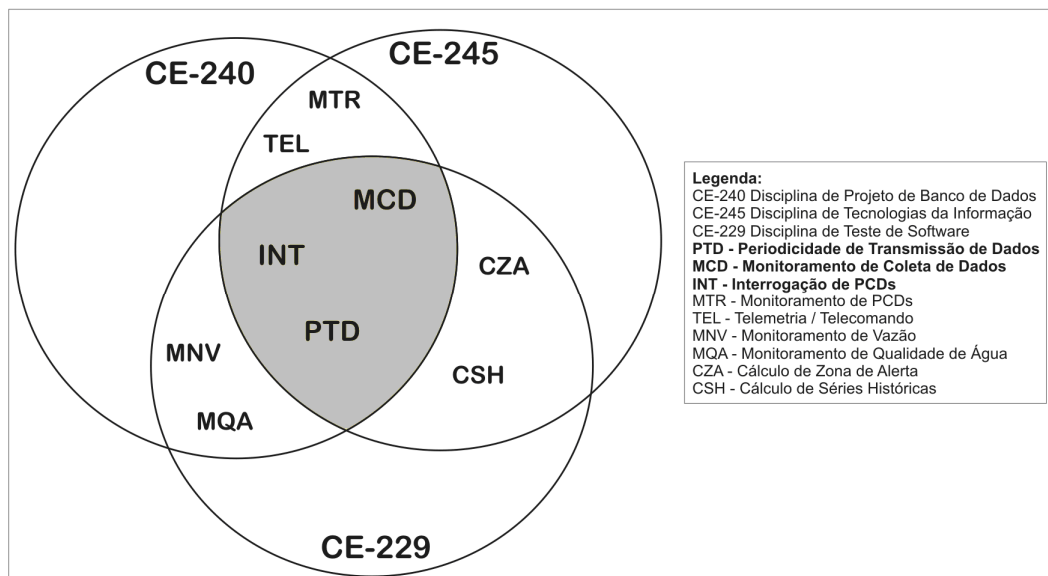 CE-240
CE-245
MTR
TEL
MCD
INT
CZA
PTD
MNV
CSH
MQA
CE-229
Legenda:
CE-240 Disciplina de Projeto de Banco de Dados
CE-245 Disciplina de Tecnologias da Informação
CE-229 Disciplina de Teste de Software
PTD - Periodicidade de Transmissão de Dados
MCD - Monitoramento de Coleta de Dados
INT - Interrogação de PCDs
MTR - Monitoramento de PCDs
TEL - Telemetria / Telecomando
MNV - Monitoramento de Vazão
MQA - Monitoramento de Qualidade de Água
CZA - Cálculo de Zona de Alerta
CSH - Cálculo de Séries Históricas